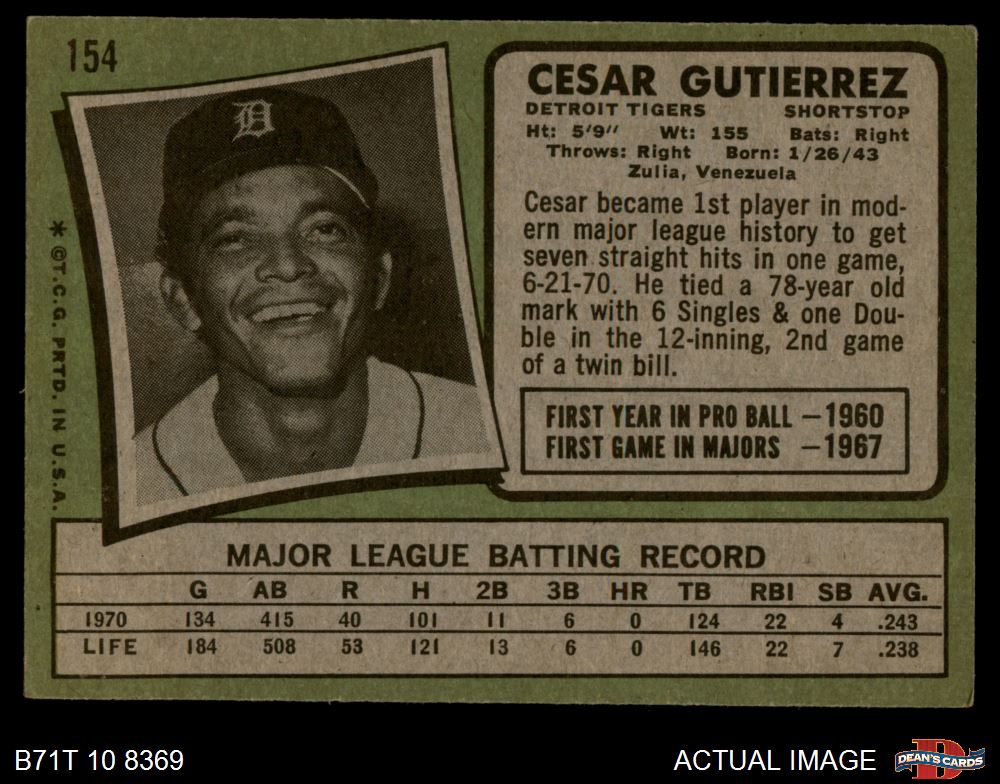 154
CESAR GUTIERREZ
DETROIT TIGERS SHORTSTOP
Ht: 5'9" Wt: 155 Bats: Right
Throws: Right Born: 1/26/43
Zulia, Venezuela
Cesar became 1st player in mod-
ern major league history to get
seven straight hits in one game,
6-21-70. He tied a 78-year old
mark with 6 Singles & one Dou-
ble in the 12-inning, 2nd game
of a twin bill.
FIRST YEAR IN PRO BALL —1960
FIRST GAME IN MAJORS —1967
D
* ©T.C.G. PRTD. IN U.S.A.
MAJOR LEAGUE BATTING RECORD
G AB R H 2B 3B HR TB RBI SB AVG.
1970 134 415 40 101 11 6 0 124 22 4 .243
LIFE 184 508 53 121 13 6 0 146 22 7 .238
B71T 10 8369
ACTUAL IMAGE
DEAN'S CARDS